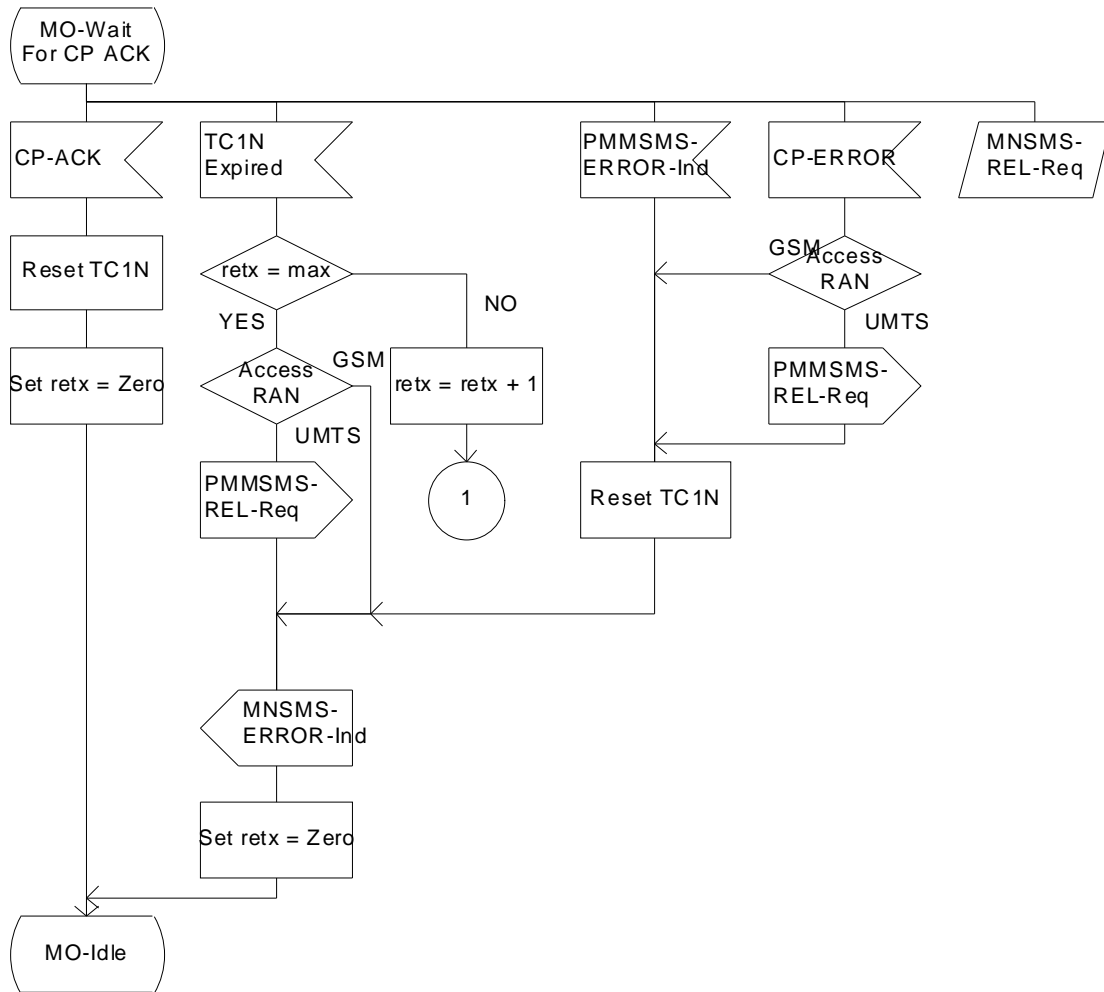 MO-Wait
For CP ACK
CP-ACK
TC1N
Expired
PMMSMS-
ERROR-Ind
CP-ERROR
MNSMS-
REL-Req
Reset TC1N
retx = max
GSM
Access
RAN
NO
YES
UMTS
Set retx = Zero
Access
RAN
GSM
retx = retx + 1
PMMSMS-
REL-Req
UMTS
PMMSMS-
REL-Req
1
Reset TC1N
MNSMS-
ERROR-Ind
Set retx = Zero
MO-Idle